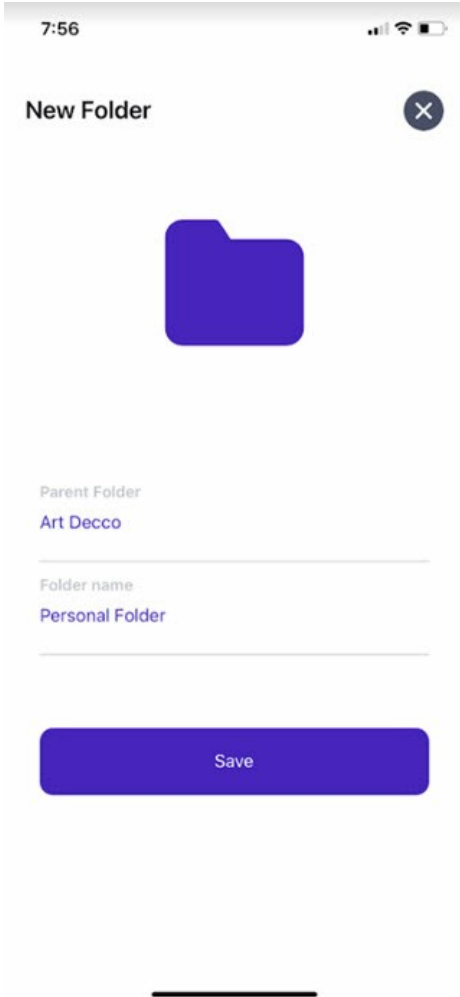 7:56
New Folder
Parent Folder
Art Decco
Folder name
Personal Folder
Save